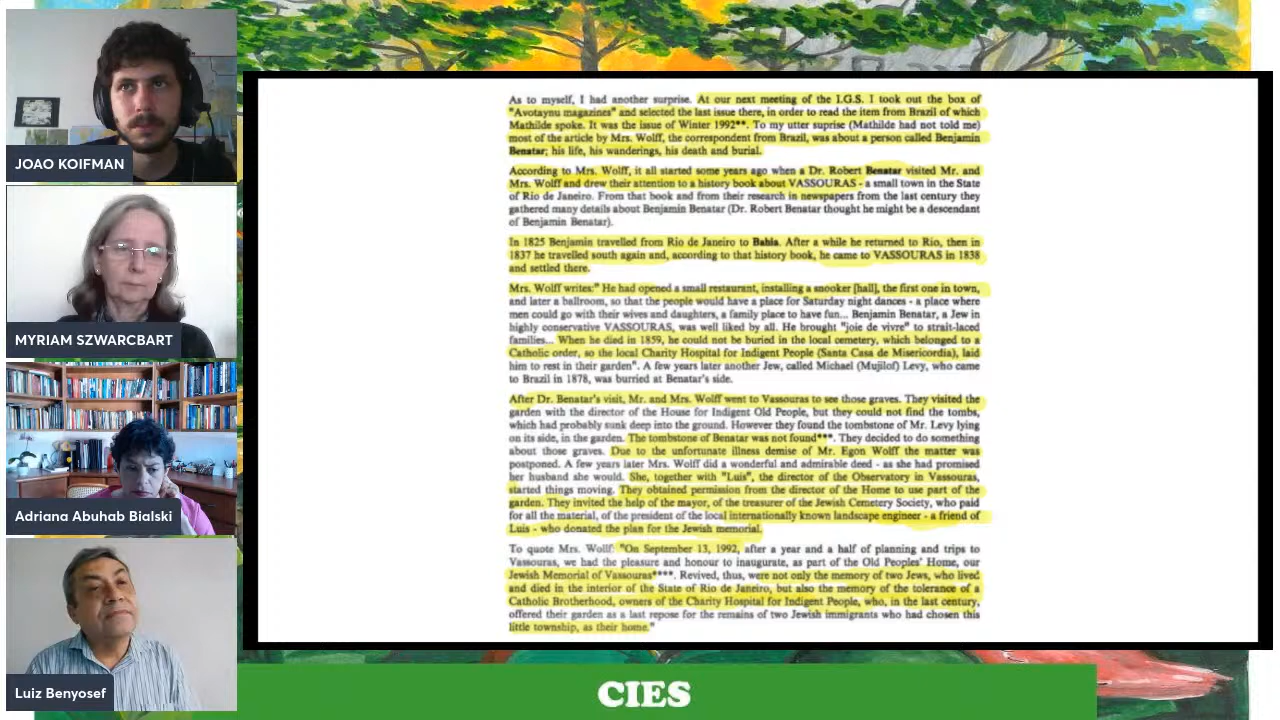 JOAO KOIFMAN
MYRIAM SZWARCBART
Adriana Abuhab Bialski
Luiz Benyosef
As to myself, I had another surprise. At our next meeting of the I.G.S. I took out the box of
"Avotaynu magazines" and selected the last issue there, in order to read the item from Brazil of which
Mathilde spoke. It was the issue of Winter 1992**. To my utter suprise (Mathilde had not told me)
most of the article by Mrs. Wolff, the correspondent from Brazil, was about a person called Benjamin
Benatar; his life, his wanderings, his death and burial.
According to Mrs. Wolff, it all started some years ago when a Dr. Robert Benatar visited Mr. and
Mrs. Wolff and drew their attention to a history book about VASSOURAS - a small town in the State
of Rio de Janeiro. From that book and from their research in newspapers from the last century they
gathered many details about Benjamin Benatar (Dr. Robert Benatar thought he might be a descendant
of Benjamin Benatar).
In 1825 Benjamin travelled from Rio de Janeiro to Bahia. After a while he returned to Rio, then in
1837 he travelled south again and, according to that history book, he came to VASSOURAS in 1838
and settled there.
Mrs. Wolff writes:" He had opened a small restaurant, installing a snooker [hall], the first one in town,
and later a ballroom, so that the people would have a place for Saturday night dances - a place where
men could go with their wives and daughters, a family place to have fun... Benjamin Benatar, a Jew in
highly conservative VASSOURAS, was well liked by all. He brought "joie de vivre" to strait-laced
families... When he died in 1859, he could not be buried in the local cemetery, which belonged to a
Catholic order, so the local Charity Hospital for Indigent People (Santa Casa de Misericordia), laid
him to rest in their garden". A few years later another Jew, called Michael (Mujilof) Levy, who came
to Brazil in 1878, was burried at Benatar's side.
After Dr. Benatar's visit, Mr. and Mrs. Wolff went to Vassouras to see those graves. They visited the
garden with the director of the House for Indigent Old People, but they could not find the tombs,
which had probably sunk deep into the ground. However they found the tombstone of Mr. Levy lying
on its side, in the garden. The tombstone of Benatar was not found***. They decided to do something
about those graves. Due to the unfortunate illness demise of Mr. Egon Wolff the matter was
postponed. A few years later Mrs. Wolff did a wonderful and admirable deed - as she had promised
her husband she would. She, together with "Luis", the director of the Observatory in Vassouras,
started things moving. They obtained permission from the director of the Home to use part of the
garden. They invited the help of the mayor, of the treasurer of the Jewish Cemetery Society, who paid
for all the material, of the president of the local internationally known landscape engineer - a friend of
Luis - who donated the plan for the Jewish memorial.
To quote Mrs. Wolff: "On September 13, 1992, after a year and a half of planning and trips to
Vassouras, we had the pleasure and honour to inaugurate, as part of the Old Peoples' Home, our
Jewish Memorial of Vassouras****. Revived, thus, were not only the memory of two Jews, who lived
and died in the interior of the State of Rio de Janeiro, but also the memory of the tolerance of a
Catholic Brotherhood, owners of the Charity Hospital for Indigent People, who, in the last century,
offered their garden as a last repose for the remains of two Jewish immigrants who had chosen this
little township, as their home."
CIES